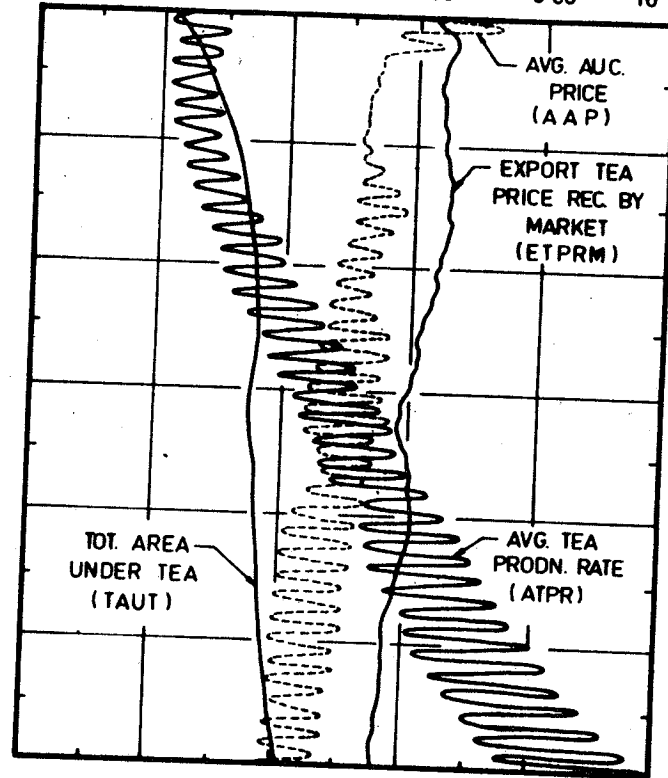 AVG. AUC.
PRICE
(AAP)
EXPORT TEA
PRICE REC. BY
MARKET
(ETPRM)
TOT. AREA
UNDER TEA
(TAUT)
AVG. TEA
PRODN. RATE
(ATPR)